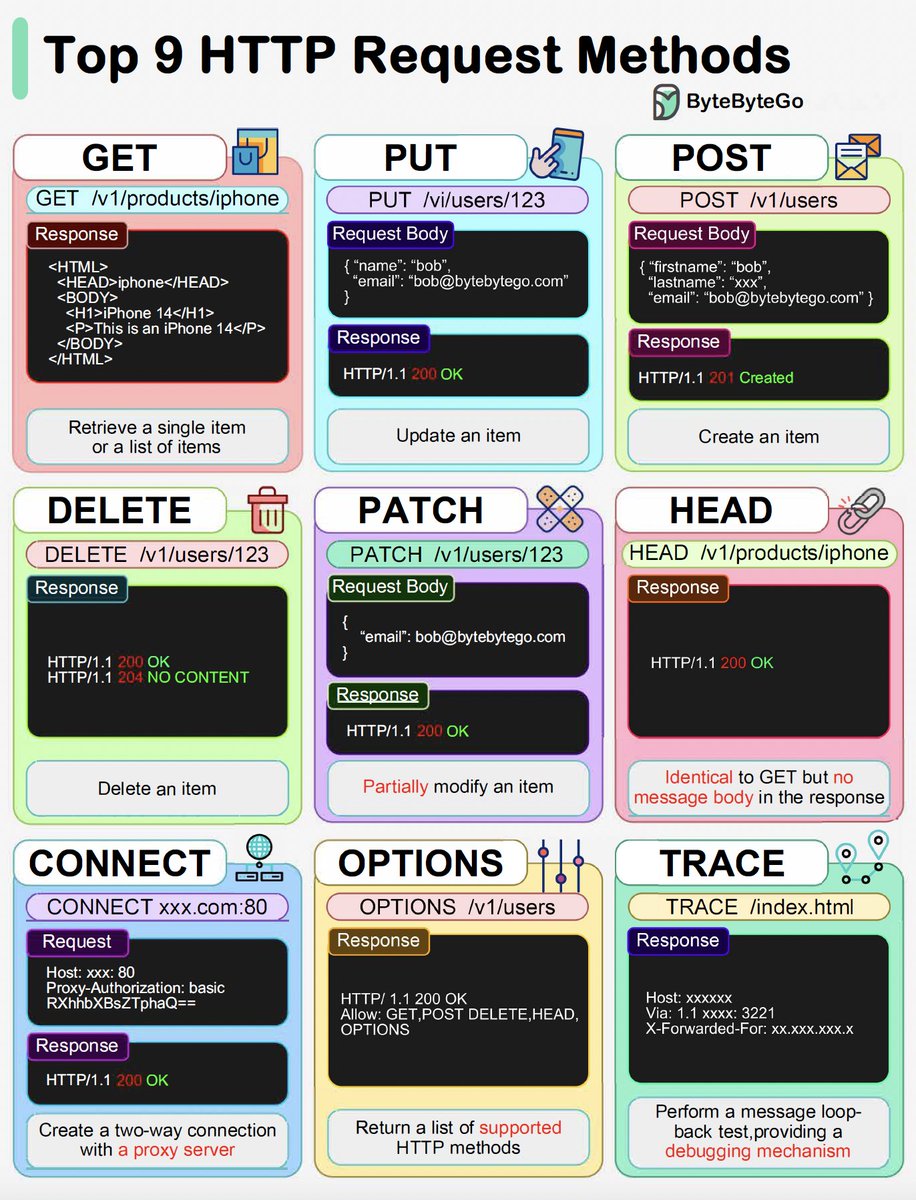 Top 9 HTTP Request Methods
ByteByteGo
GET
GET /v1/products/iphone
Response
<HTML>
<HEAD>iphone</HEAD>
<BODY>
<H1>iPhone 14</H1>
<P>This is an iPhone 14</P>
</BODY>
</HTML>
Retrieve a single item
or a list of items
PUT
PUT /vi/users/123
Request Body
{ “name”: “bob”,
“email”: “bob@bytebytego.com”
}
Response
HTTP/1.1 200 OK
Update an item
POST
POST /v1/users
Request Body
{ “firstname”: “bob”,
“lastname”: “xxx”,
“email”: “bob@bytebytego.com” }
Response
HTTP/1.1 201 Created
Create an item
DELETE
DELETE /v1/users/123
Response
HTTP/1.1 200 OK
HTTP/1.1 204 NO CONTENT
Delete an item
PATCH
PATCH /v1/users/123
Request Body
{
“email”: bob@bytebytego.com
}
Response
HTTP/1.1 200 OK
Partially modify an item
HEAD
HEAD /v1/products/iphone
Response
HTTP/1.1 200 OK
Identical to GET but no
message body in the response
CONNECT
CONNECT xxx.com:80
Request
Host: xxx: 80
Proxy-Authorization: basic
RXhhbXBsZTphaQ==
Response
HTTP/1.1 200 OK
Create a two-way connection
with a proxy server
OPTIONS
OPTIONS /v1/users
Response
HTTP/ 1.1 200 OK
Allow: GET,POST DELETE,HEAD,
OPTIONS
Return a list of supported
HTTP methods
TRACE
TRACE /index.html
Response
Host: xxxxxx
Via: 1.1 xxxx: 3221
X-Forwarded-For: xx.xxx.xxx.x
Perform a message loop-
back test,providing a
debugging mechanism